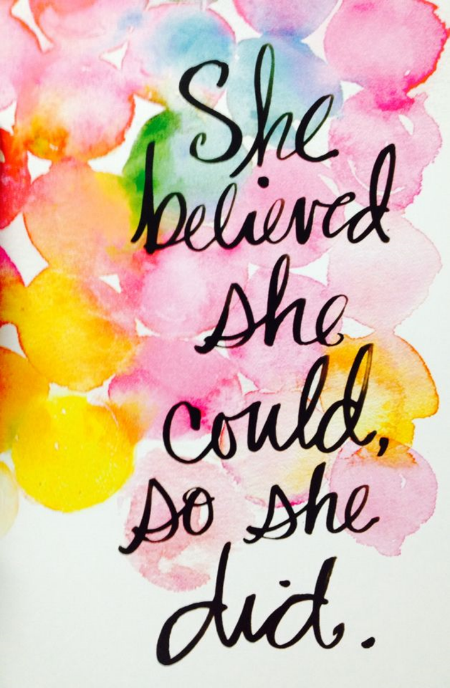 She
believed
she
could,
so she
did.